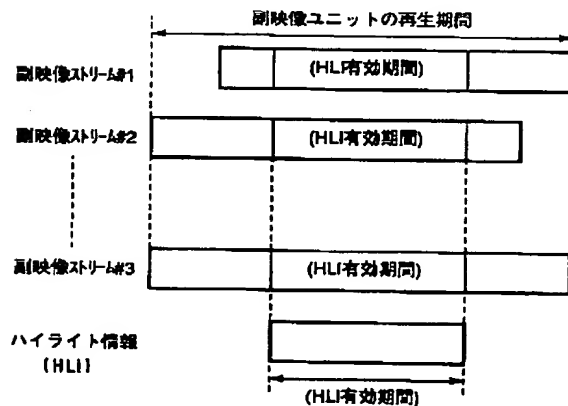 副映像ユニットの再生期間
副映像ストリーム#1
(HLI有効期間)
副映像ストリーム#2
(HLI有効期間)
副映像ストリーム#3
(HLI有効期間)
ハイライト情報
(HLI)
(HLI有効期間)